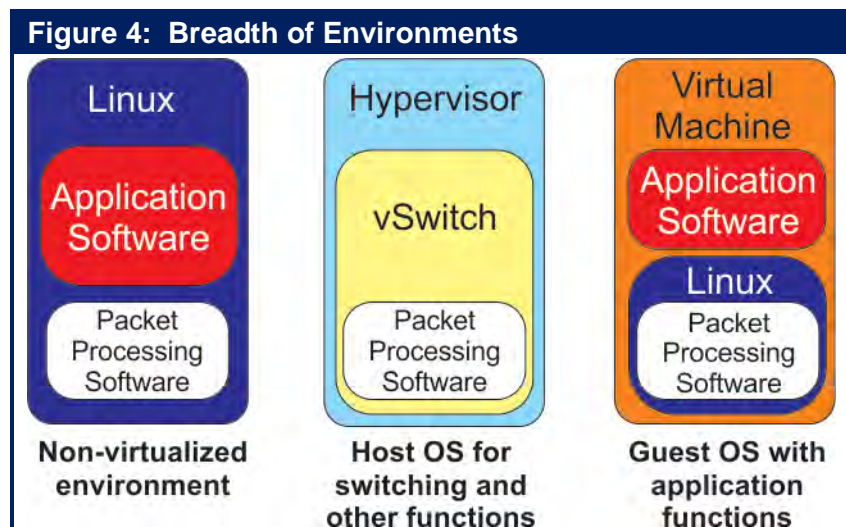 Figure 4: Breadth of Environments
Linux
Application
Software
Packet
Processing
Software
Non-virtualized
environment
Hypervisor
vSwitch
Packet
Processing
Software
Host OS for
switching and
other functions
Virtual
Machine
Application
Software
Linux
Packet
Processing
Software
Guest OS with
application
functions